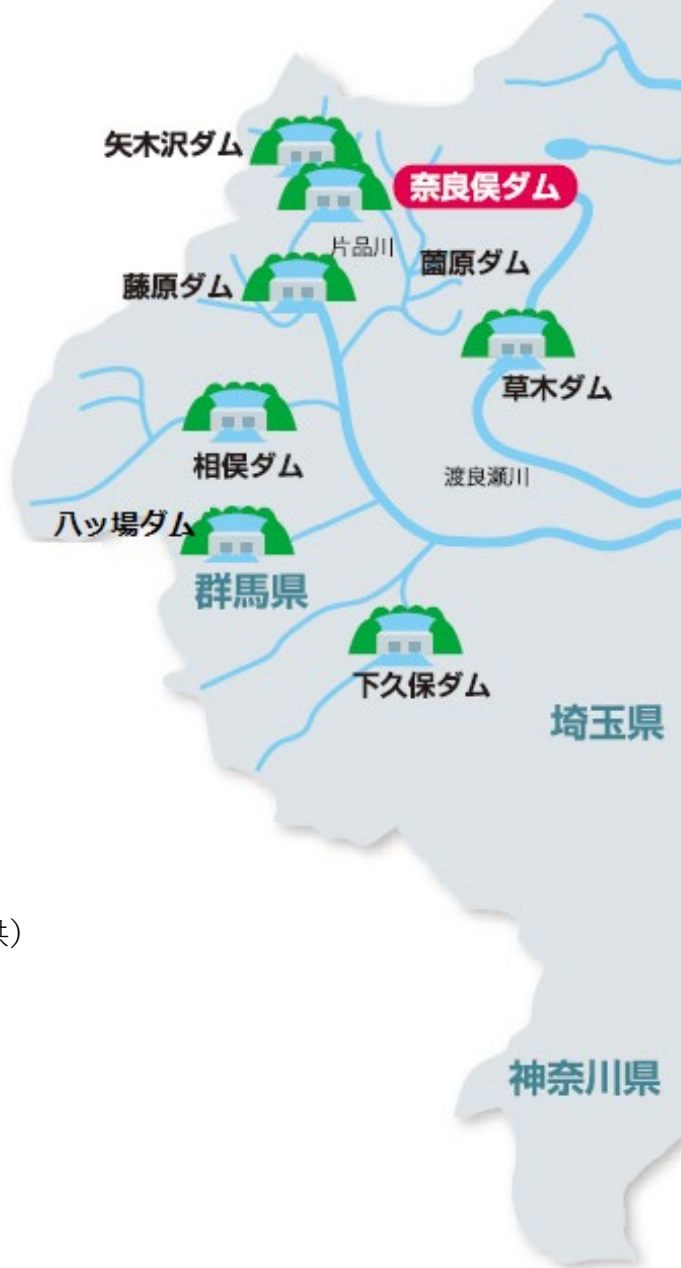 矢木沢ダム
奈良俣ダム
片品川
薗原ダム
藤原ダム
草木ダム
相俣ダム
渡良瀬川
八ッ場ダム
群馬県
下久保ダム
埼玉県
供）
神奈川県